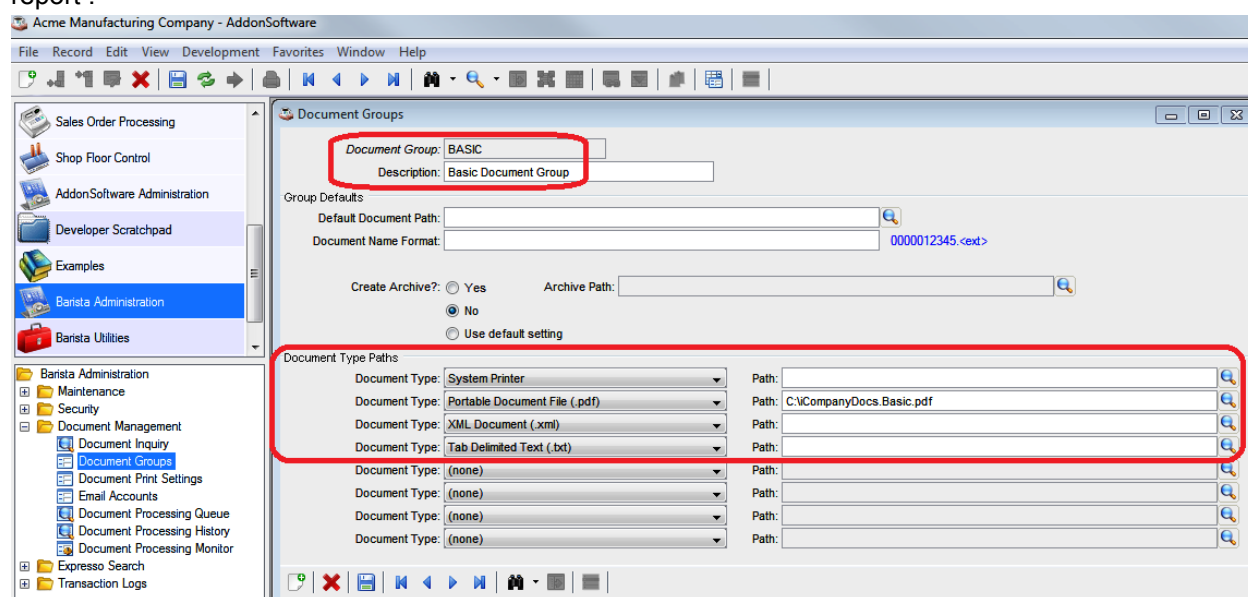 report .
Acme Manufacturing Company - AddonSoftware
File Record Edit View Development Favorites Window Help
Sales Order Processing
Shop Floor Control
AddonSoftware Administration
Developer Scratchpad
Examples
Barista Administration
Barista Utilities
Barista Administration
Maintenance
Security
Document Management
Document Inquiry
Document Groups
Document Print Settings
Email Accounts
Document Processing Queue
Document Processing History
Document Processing Monitor
Expresso Search
Transaction Logs
Document Groups
Document Group: BASIC
Description: Basic Document Group
Group Defaults
Default Document Path:
Document Name Format: 0000012345.<ext>
Create Archive?: Yes Archive Path:
No
Use default setting
Document Type Paths
Document Type: System Printer Path:
Document Type: Portable Document File (.pdf) Path: C:\iCompanyDocs.Basic.pdf
Document Type: XML Document (.xml) Path:
Document Type: Tab Delimited Text (.txt) Path:
Document Type: (none) Path:
Document Type: (none) Path:
Document Type: (none) Path:
Document Type: (none) Path: